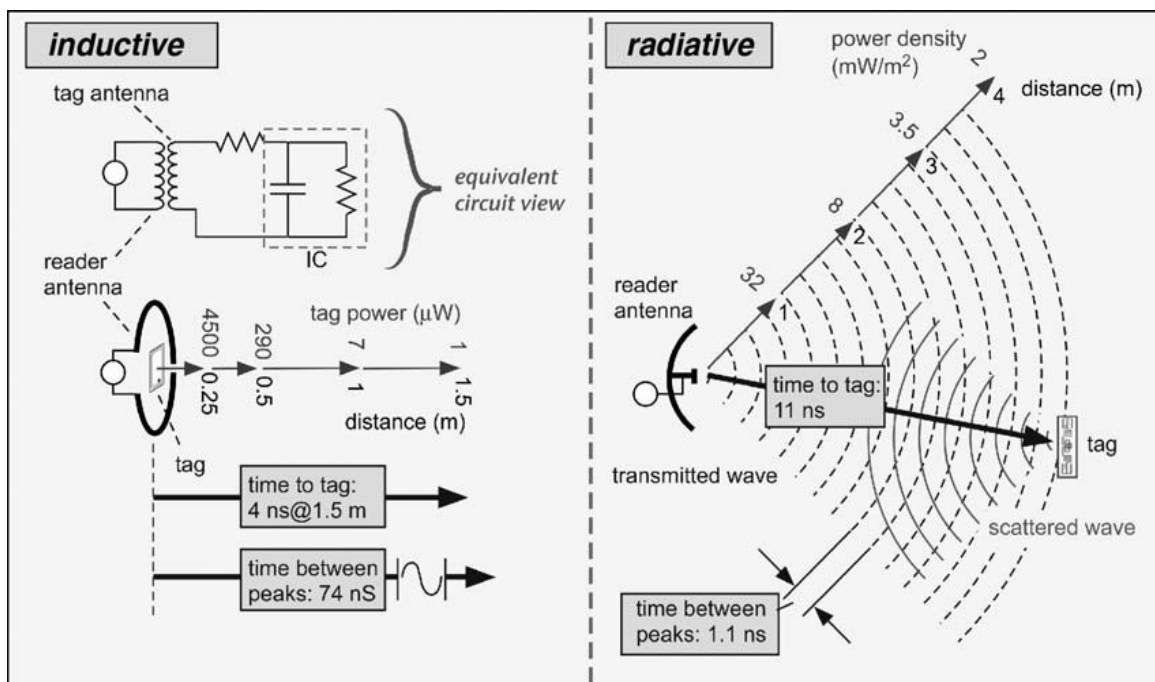 inductive
tag antenna
equivalent
circuit view
IC
reader
antenna
tag power (μW)
4500
290
7
1
0.25
0.5
1
1.5
distance (m)
tag
time to tag:
4 ns@1.5 m
time between
peaks: 74 nS
radiative
power density
(mW/m²)
2
distance (m)
4
3.5
3
8
2
32
1
reader
antenna
time to tag:
11 ns
tag
transmitted wave
scattered wave
time between
peaks: 1.1 ns